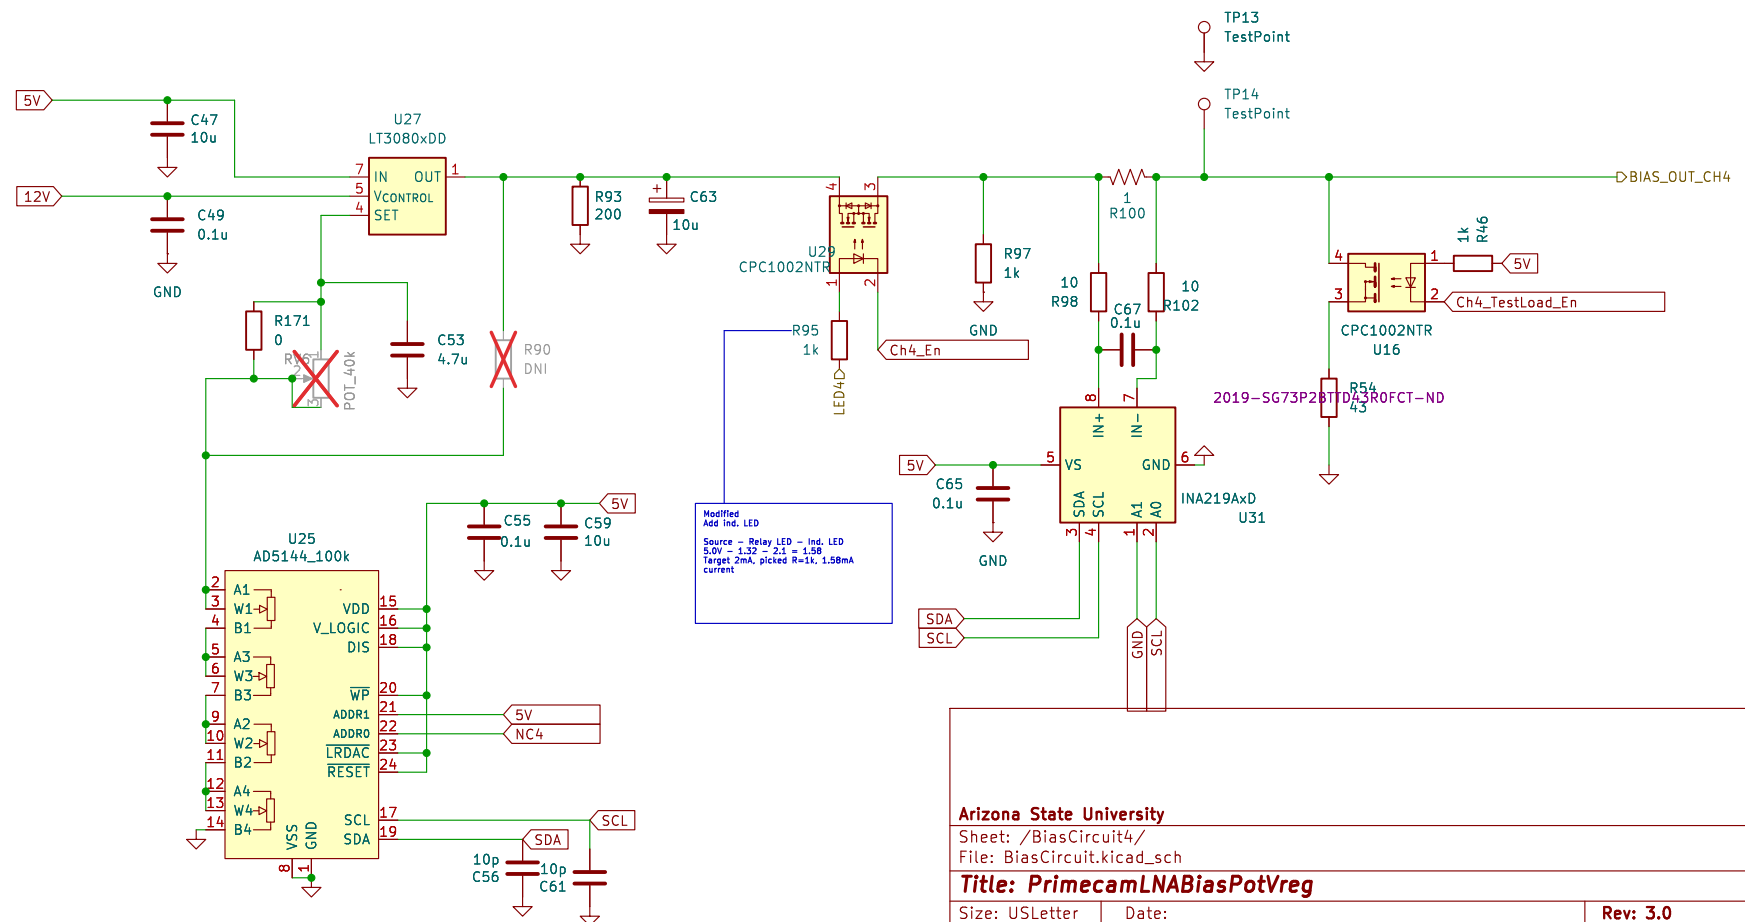 TP13
TestPoint
TP14
TestPoint
5V
C47
10u
U27
LT3080xDD
7
IN
OUT
1
5
VCONTROL
4
SET
12V
C49
0.1u
GND
R93
200
+
C63
10u
4
3
U29
CPC1002NTR
1
2
R97
1k
GND
1
R100
BIAS_OUT_CH4
1k
R46
5V
4
1
3
2
Ch4_TestLoad_En
CPC1002NTR
U16
R171
0
1
2
3
POT_40k
C53
4.7u
R90
DNI
R95
1k
Ch4_En
LED4
10
R98
10
R102
C67
0.1u
R54
43
2019-SG73P2BTTD43R0FCT-ND
8
7
IN+
IN-
5V
5
VS
GND
6
C65
0.1u
GND
SDA
SCL
A1
A0
3
4
1
2
INA219AxD
U31
SDA
SCL
GND
SCL
Modified
Add ind. LED
Source - Relay LED - Ind. LED
5.0V - 1.32 - 2.1 = 1.58
Target 2mA, picked R=1k, 1.58mA
current
5V
C55
0.1u
C59
10u
U25
AD5144_100k
2
A1
3
W1
4
B1
5
A3
6
W3
7
B3
9
A2
10
W2
11
B2
12
A4
13
W4
14
B4
VDD
15
V_LOGIC
16
DIS
18
WP
20
ADDR1
21
ADDR0
22
LRDAC
23
RESET
24
SCL
17
SDA
19
VSS
GND
8
1
5V
NC4
SCL
SDA
10p
C56
10p
C61
Arizona State University
Sheet: /BiasCircuit4/
File: BiasCircuit.kicad_sch
Title: PrimecamLNABiasPotVreg
Size: USLetter
Date:
Rev: 3.0